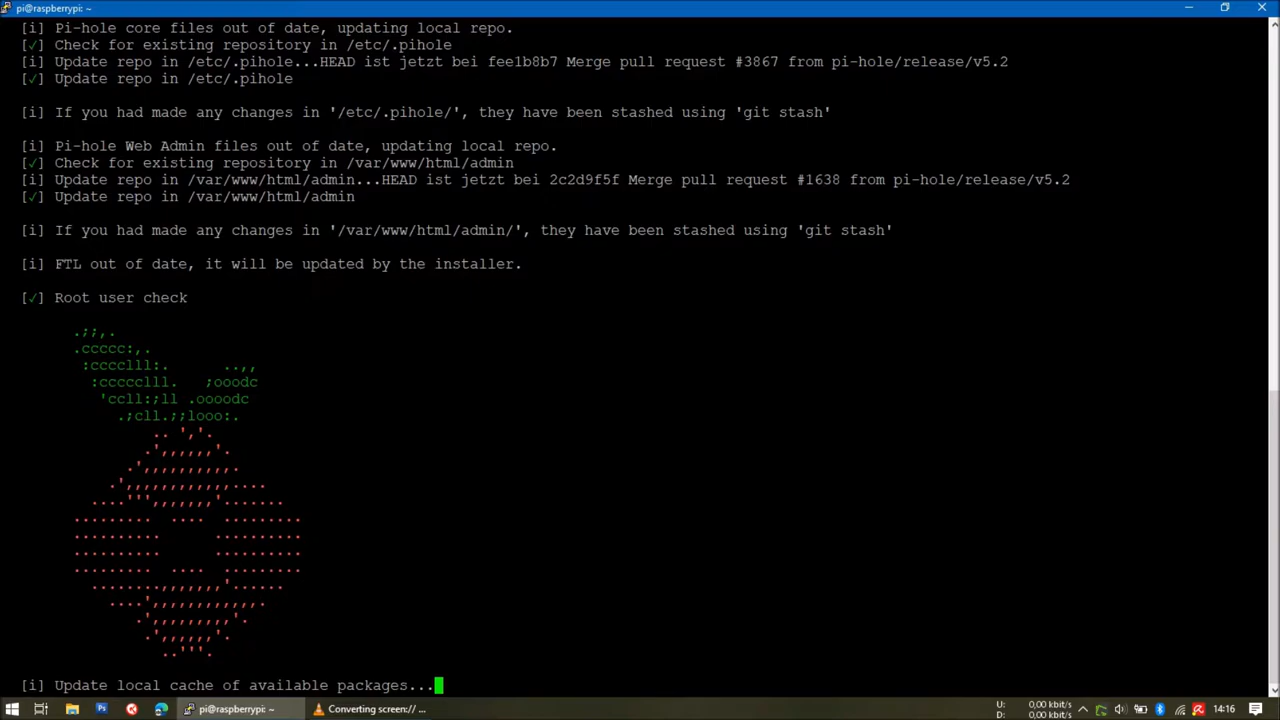 pi@raspberrypi: ~
[i] Pi-hole core files out of date, updating local repo.
[✓] Check for existing repository in /etc/.pihole
[i] Update repo in /etc/.pihole...HEAD ist jetzt bei fee1b8b7 Merge pull request #3867 from pi-hole/release/v5.2
[✓] Update repo in /etc/.pihole
[i] If you had made any changes in '/etc/.pihole/', they have been stashed using 'git stash'
[i] Pi-hole Web Admin files out of date, updating local repo.
[✓] Check for existing repository in /var/www/html/admin
[i] Update repo in /var/www/html/admin...HEAD ist jetzt bei 2c2d9f5f Merge pull request #1638 from pi-hole/release/v5.2
[✓] Update repo in /var/www/html/admin
[i] If you had made any changes in '/var/www/html/admin/', they have been stashed using 'git stash'
[i] FTL out of date, it will be updated by the installer.
[✓] Root user check
.;;,.
.ccccc:,.
:cccclll:.      ..,,
:ccccclll.   ;ooodc
'ccll:;ll .oooodc
.;cll.;;looo:.
.. ','.
.',,,,,,'.
.',,,,,,,,,,.
.',,,,,,,,,,,,....
....''',,,,,,,'.......
.........  ....  .........
..........      ..........
..........      ..........
.........  ....  .........
........,,,,,,,'......
....',,,,,,,,,,,,.
.',,,,,,,,,'.
.',,,,,,'.
..'''.
[i] Update local cache of available packages...
pi@raspberrypi: ~
Converting screen:// ...
U: 0,00 kbit/s
D: 0,00 kbit/s
14:16